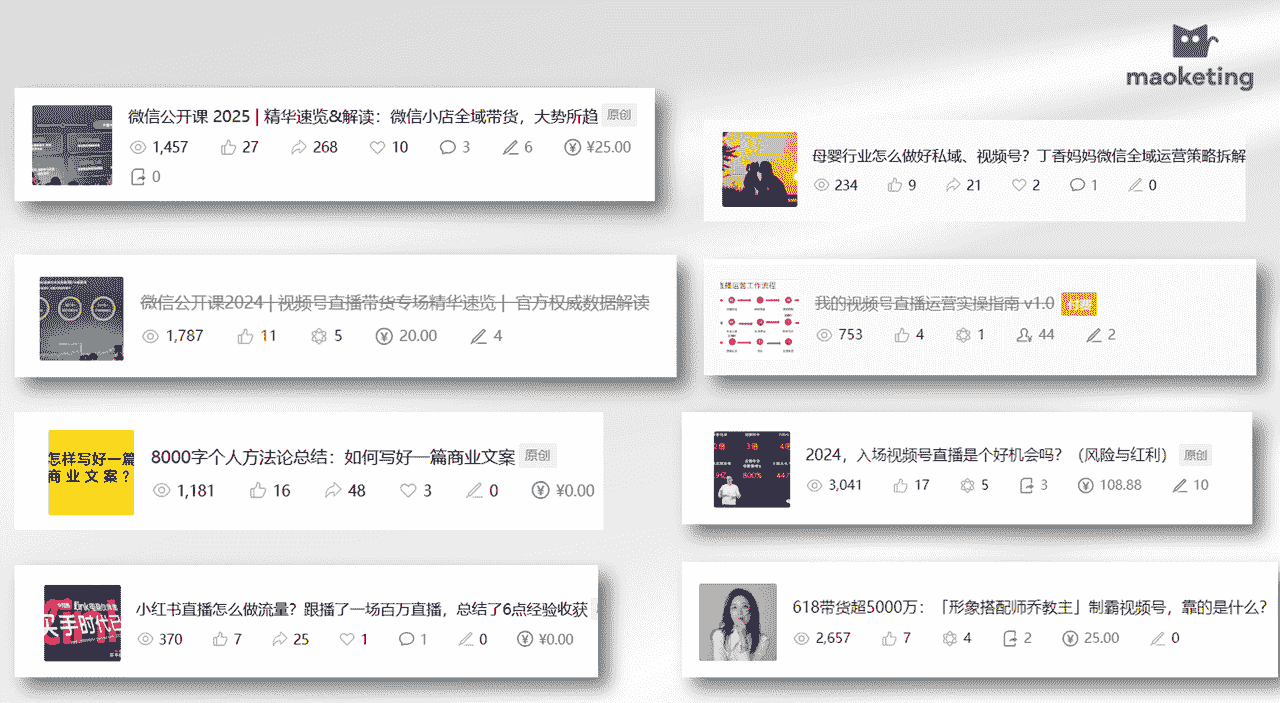 maoketing
微信公开课 2025 | 精华速览&解读：微信小店全域带货，大势所趋 原创
1,457 27 268 10 3 6 ¥25.00
0
母婴行业怎么做好私域、视频号？丁香妈妈微信全域运营策略拆解
234 9 21 2 1 0
微信公开课2024 | 视频号直播带货专场精华速览 | 官方权威数据解读
1,787 11 5 20.00 4
直播运营工作流程
我的视频号直播运营实操指南 v1.0
753 4 1 44 2
怎样写好一篇
商业文案？
8000字个人方法论总结：如何写好一篇商业文案 原创
1,181 16 48 3 0 ¥0.00
2024，入场视频号直播是个好机会吗？（风险与红利） 原创
3,041 17 5 3 108.88 10
买手时代已
小红书直播怎么做流量？跟播了一场百万直播，总结了6点经验收获
370 7 25 1 1 0 ¥0.00
618带货超5000万：「形象搭配师乔教主」制霸视频号，靠的是什么？
2,657 7 4 2 25.00 0